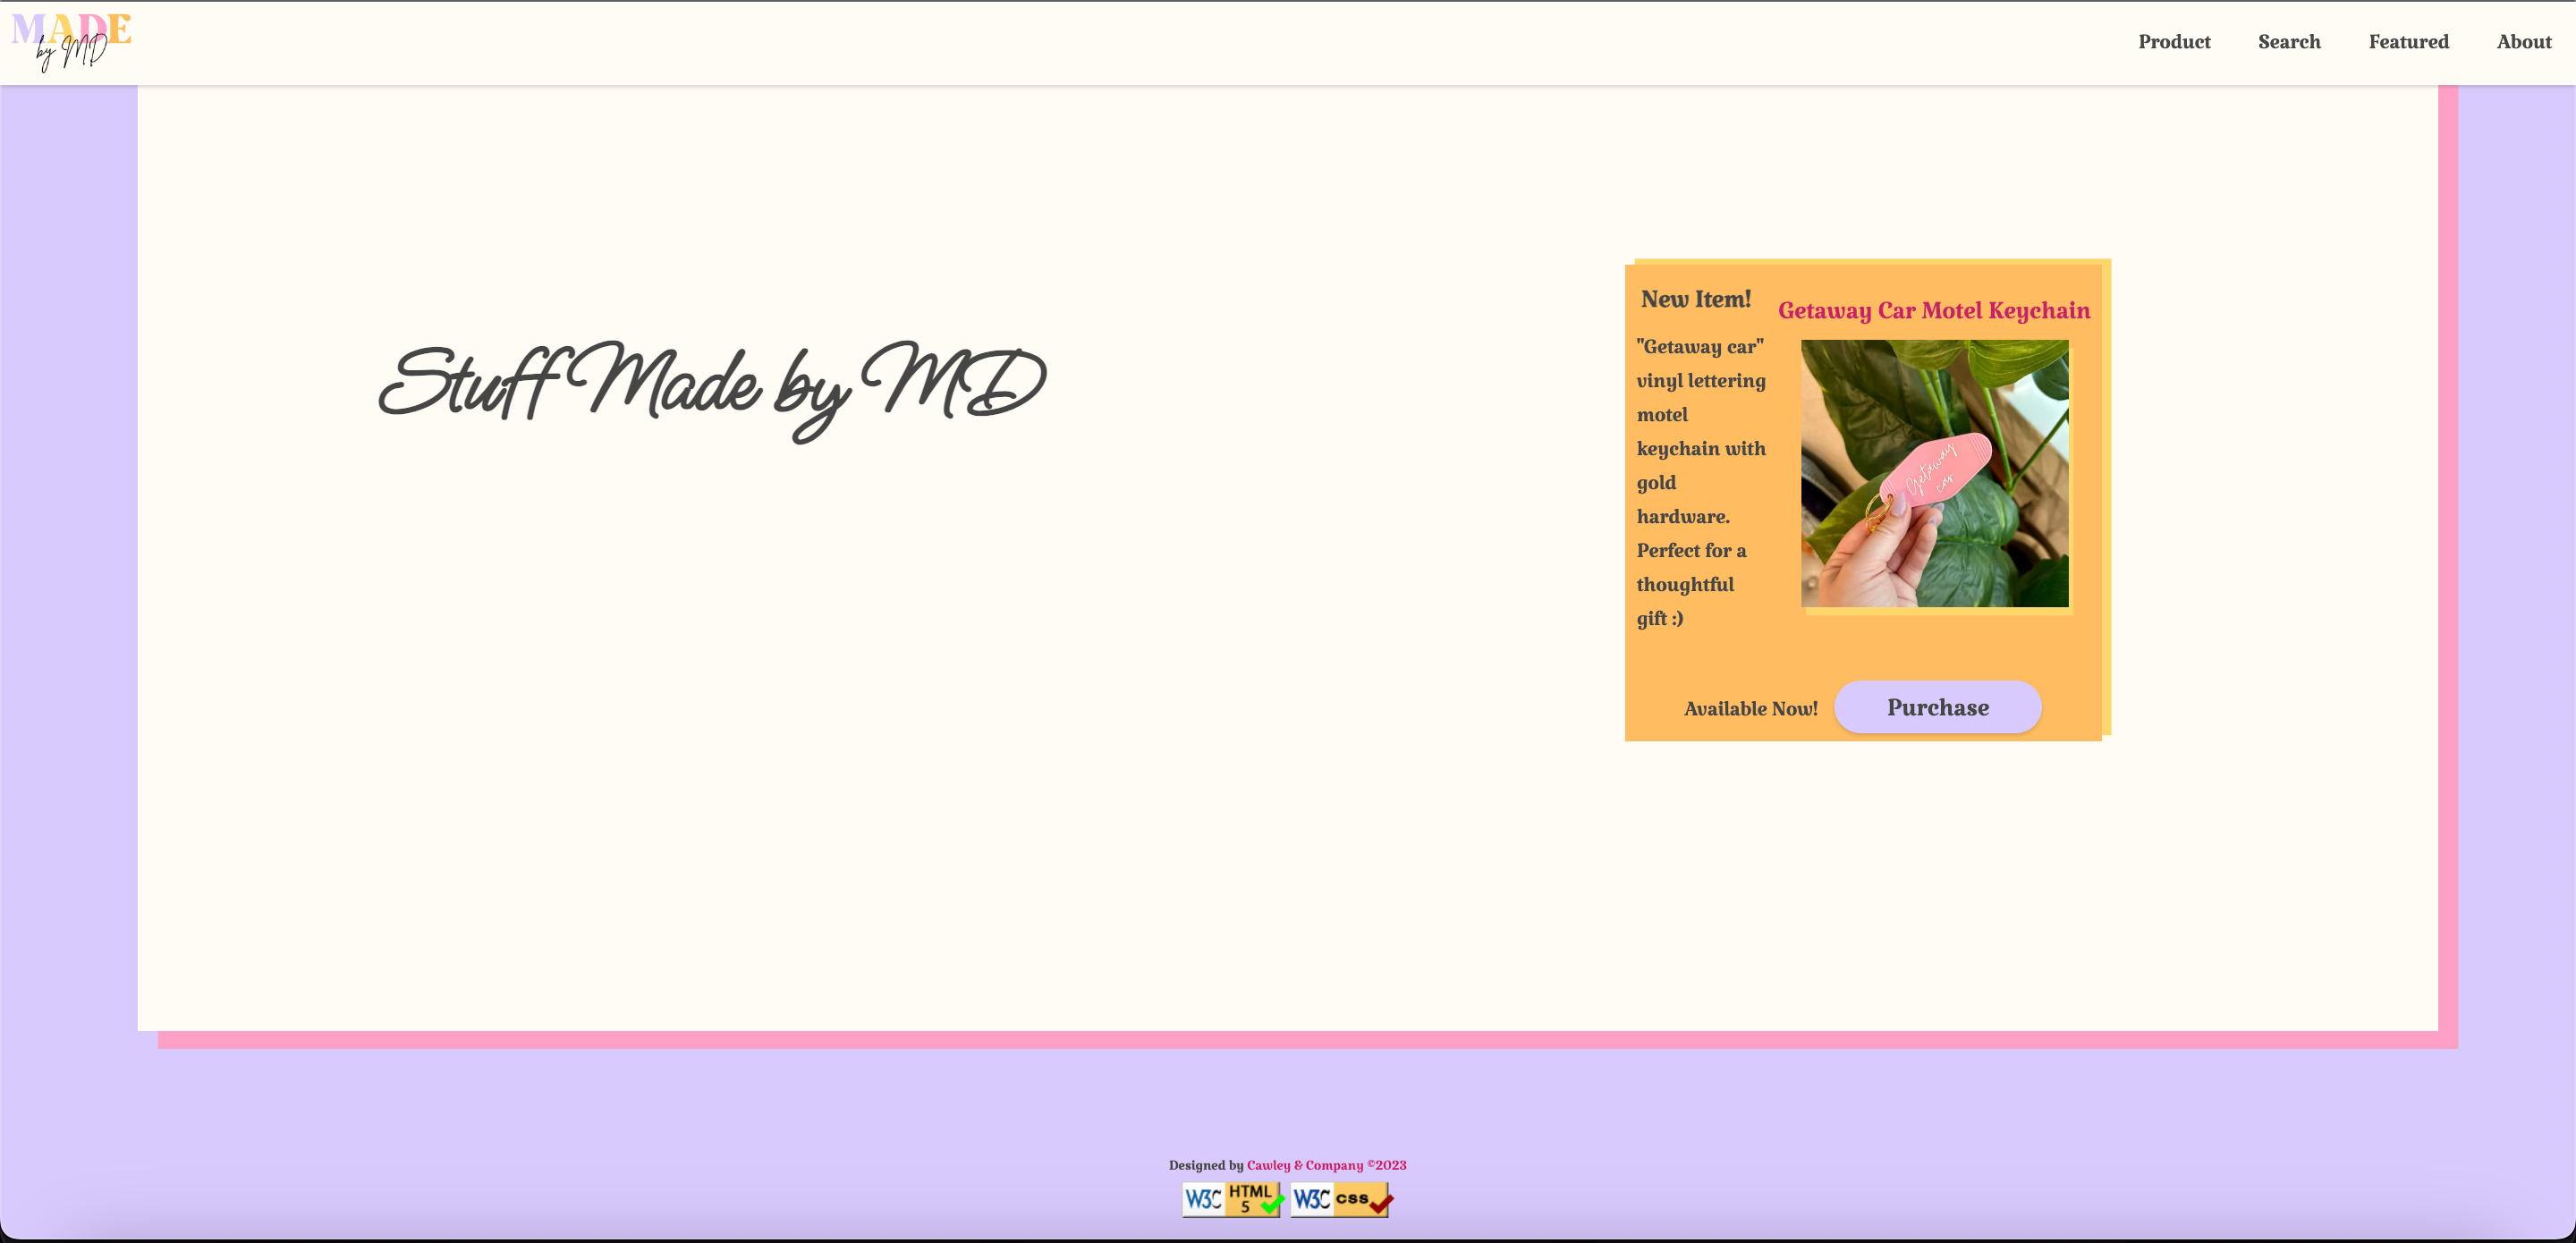 MADE
by MD
Product Search Featured About
Stuff Made by MD
New Item!
Getaway Car Motel Keychain
"Getaway car"
vinyl lettering
motel
keychain with
gold
hardware.
Perfect for a
thoughtful
gift :)
Getaway
car
Available Now!
Purchase
Designed by Cawley & Company ©2023
W3C HTML
5
W3C css